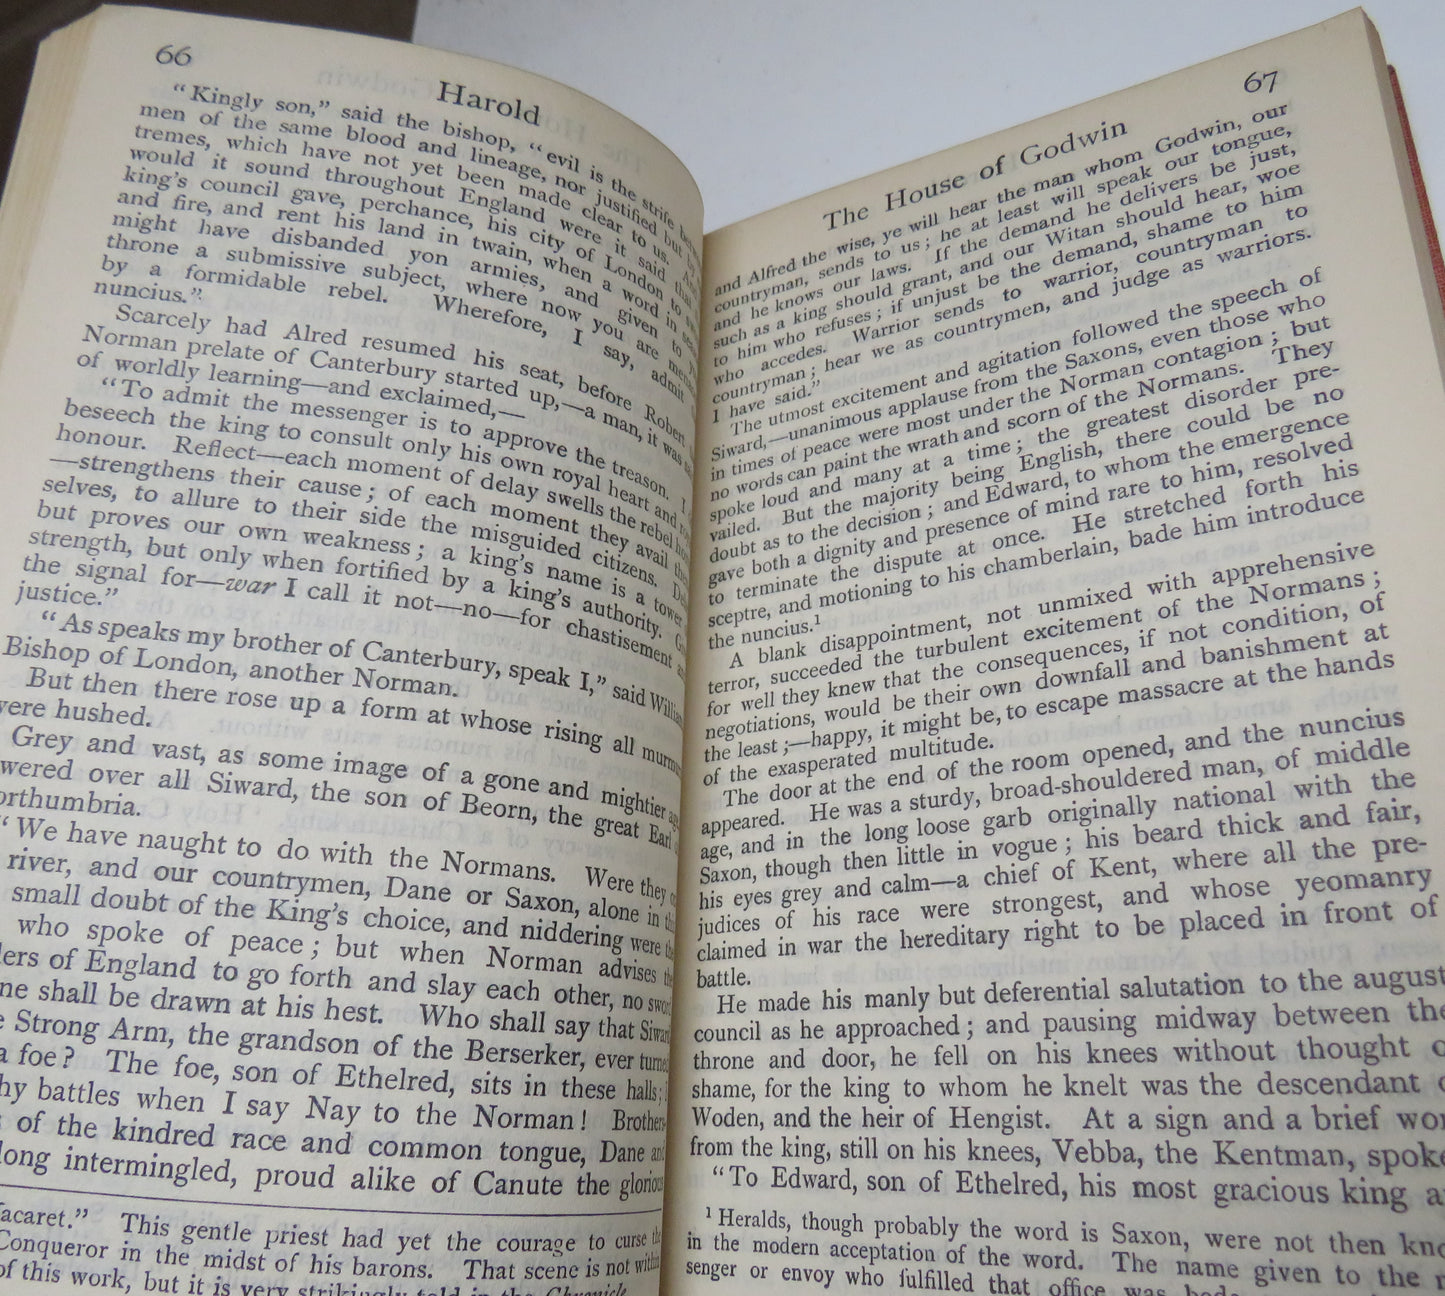 66
Harold
“Kingly son,” said the bishop, “evil is the strife
men of the same blood and lineage, nor justified but by
tremes, which have not yet been made clear to us. And
would it sound throughout England were it said that
king's council gave, perchance, his city of London to
and fire, and rent his land in twain, when a word in
might have disbanded yon armies, and given to
throne a submissive subject, where now you are
by a formidable rebel. Wherefore, I say, admit
nuncius.”
Scarcely had Alred resumed his seat, before Robert
Norman prelate of Canterbury started up,—a man, it was
of worldly learning—and exclaimed,—
“To admit the messenger is to approve the treason. I
beseech the king to consult only his own royal heart and
honour. Reflect—each moment of delay swells the rebel
—strengthens their cause; of each moment they avail
selves, to allure to their side the misguided citizens.
but proves our own weakness; a king's name is a tower
strength, but only when fortified by a king's authority.
the signal for—war I call it not—no—for chastisement
justice.”
“As speaks my brother of Canterbury, speak I,” said William
Bishop of London, another Norman.
But then there rose up a form at whose rising all
were hushed.
Grey and vast, as some image of a gone and mightier
over all Siward, the son of Beorn, the great Earl

“We have naught to do with the Normans. Were they
river, and our countrymen, Dane or Saxon, alone in
small doubt of the King's choice, and niddering were
who spoke of peace; but when Norman advises
of England to go forth and slay each other, no
shall be drawn at his hest. Who shall say that Siward
Strong Arm, the grandson of the Berserker, ever turned
a foe? The foe, son of Ethelred, sits in these halls;
battles when I say Nay to the Norman! Brothers
of the kindred race and common tongue, Dane and
long intermingled, proud alike of Canute the glorious
This gentle priest had yet the courage to curse
Conqueror in the midst of his barons. That scene is not within
of this work, but it is very strikingly told in the Chronicle
67
The House of Godwin
and Alfred the wise, ye will hear the man whom Godwin, our
countryman, sends to us; he at least will speak our tongue,
and he knows our laws. If the demand he delivers be just,
such as a king should grant, and our Witan should hear, woe
to him who refuses; if unjust be the demand, shame to him
who accedes. Warrior sends to warrior, countryman to
countryman; hear we as countrymen, and judge as warriors.
I have said.”
The utmost excitement and agitation followed the speech of
Siward,—unanimous applause from the Saxons, even those who
in times of peace were most under the Norman contagion; but
no words can paint the wrath and scorn of the Normans. They
spoke loud and many at a time; the greatest disorder pre-
vailed. But the majority being English, there could be no
doubt as to the decision; and Edward, to whom the emergence
gave both a dignity and presence of mind rare to him, resolved
to terminate the dispute at once. He stretched forth his
sceptre, and motioning to his chamberlain, bade him introduce
the nuncius.¹
A blank disappointment, not unmixed with apprehensive
terror, succeeded the turbulent excitement of the Normans;
for well they knew that the consequences, if not condition, of
negotiations, would be their own downfall and banishment at
the least;—happy, it might be, to escape massacre at the hands
of the exasperated multitude.
The door at the end of the room opened, and the nuncius
appeared. He was a sturdy, broad-shouldered man, of middle
age, and in the long loose garb originally national with the
Saxon, though then little in vogue; his beard thick and fair,
his eyes grey and calm—a chief of Kent, where all the pre-
judices of his race were strongest, and whose yeomanry
claimed in war the hereditary right to be placed in front of
battle.
He made his manly but deferential salutation to the august
council as he approached; and pausing midway between the
throne and door, he fell on his knees without thought
shame, for the king to whom he knelt was the descendant
Woden, and the heir of Hengist. At a sign and a brief
from the king, still on his knees, Vebba, the Kentman, spoke
“To Edward, son of Ethelred, his most gracious king
¹ Heralds, though probably the word is Saxon, were not then
in the modern acceptation of the word. The name given to the
senger or envoy who fulfilled that office was